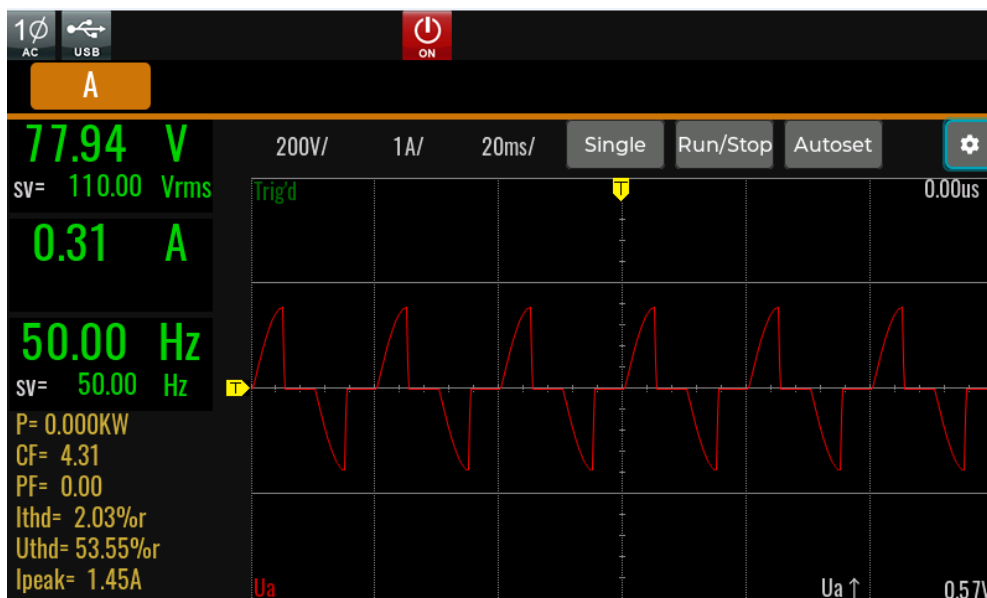 1Ø
AC
USB
ON
A
77.94 V
sv= 110.00 Vrms
0.31 A
50.00 Hz
sv= 50.00 Hz
P= 0.000KW
CF= 4.31
PF= 0.00
Ithd= 2.03%r
Uthd= 53.55%r
Ipeak= 1.45A
200V/ 1A/ 20ms/ Single Run/Stop Autoset
Trig'd T 0.00us
T
Ua Ua↑ 0.57V